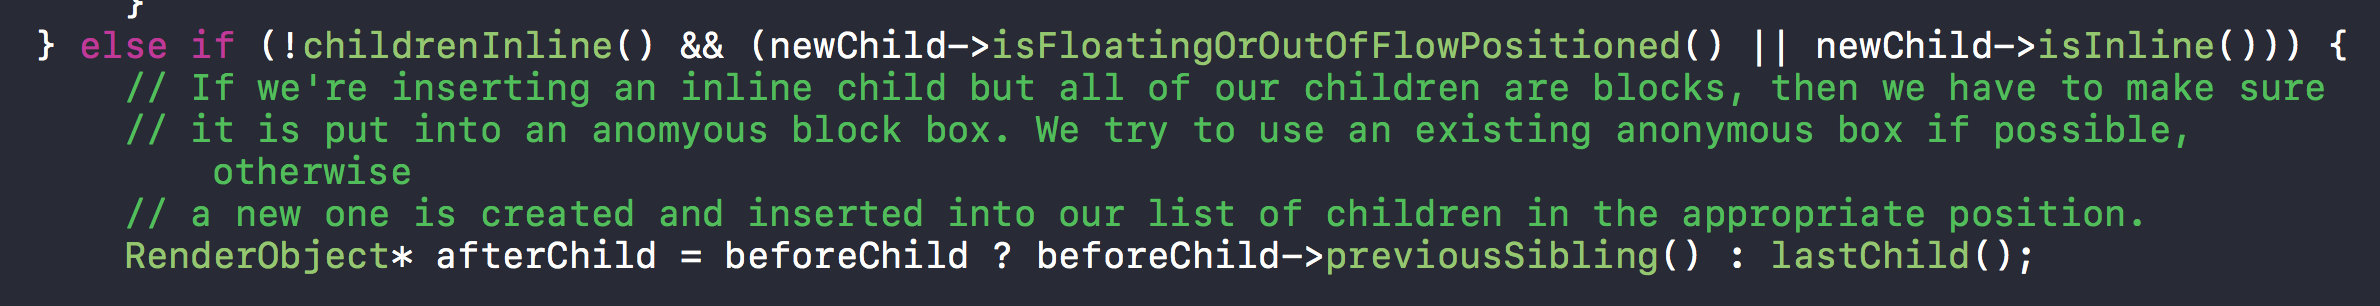 }
} else if (!childrenInline() && (newChild->isFloatingOrOutOfFlowPositioned() || newChild->isInline())) {
// If we're inserting an inline child but all of our children are blocks, then we have to make sure
// it is put into an anomyous block box. We try to use an existing anonymous box if possible,
otherwise
// a new one is created and inserted into our list of children in the appropriate position.
RenderObject* afterChild = beforeChild ? beforeChild->previousSibling() : lastChild();